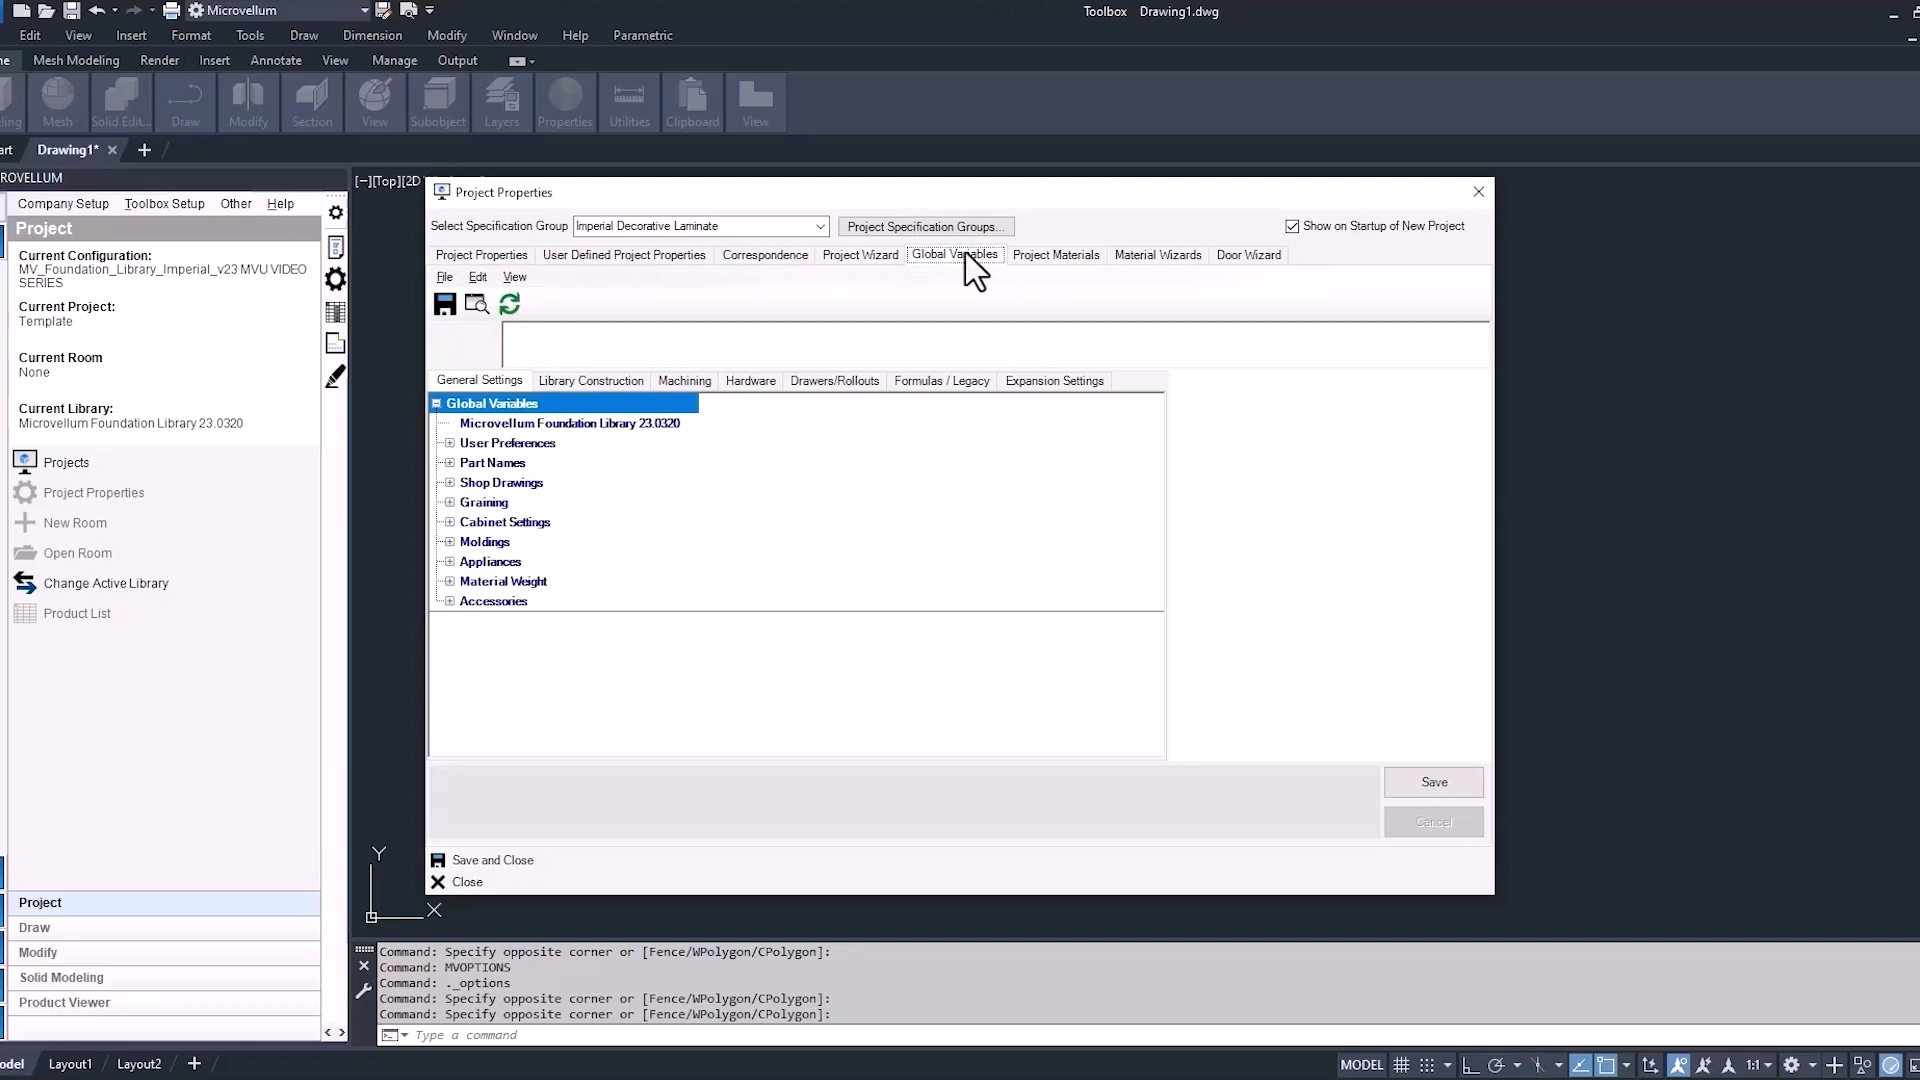 Microvellum
Toolbox Drawing1.dwg
Edit View Insert Format Tools Draw Dimension Modify Window Help Parametric
Mesh Modeling Render Insert Annotate View Manage Output
Mesh Solid Edit... Draw Modify Section View Subobject Layers Properties Utilities Clipboard View
Drawing1*
ROVELLUM
[−][Top][2D
Company Setup Toolbox Setup Other Help
Project
Current Configuration:
MV_Foundation_Library_Imperial_v23 MVU VIDEO
SERIES
Current Project:
Template
Current Room
None
Current Library:
Microvellum Foundation Library 23.0320
Projects
Project Properties
New Room
Open Room
Change Active Library
Product List
Project
Draw
Modify
Solid Modeling
Product Viewer
Project Properties
Select Specification Group Imperial Decorative Laminate Project Specification Groups... Show on Startup of New Project
Project Properties User Defined Project Properties Correspondence Project Wizard Global Variables Project Materials Material Wizards Door Wizard
File Edit View
General Settings Library Construction Machining Hardware Drawers/Rollouts Formulas / Legacy Expansion Settings
Global Variables
Microvellum Foundation Library 23.0320
User Preferences
Part Names
Shop Drawings
Graining
Cabinet Settings
Moldings
Appliances
Material Weight
Accessories
Save
Cancel
Save and Close
Close
Y
X
Command: Specify opposite corner or [Fence/WPolygon/CPolygon]:
Command: MVOPTIONS
Command: ._options
Command: Specify opposite corner or [Fence/WPolygon/CPolygon]:
Command: Specify opposite corner or [Fence/WPolygon/CPolygon]:
Type a command
odel Layout1 Layout2
MODEL 1:1